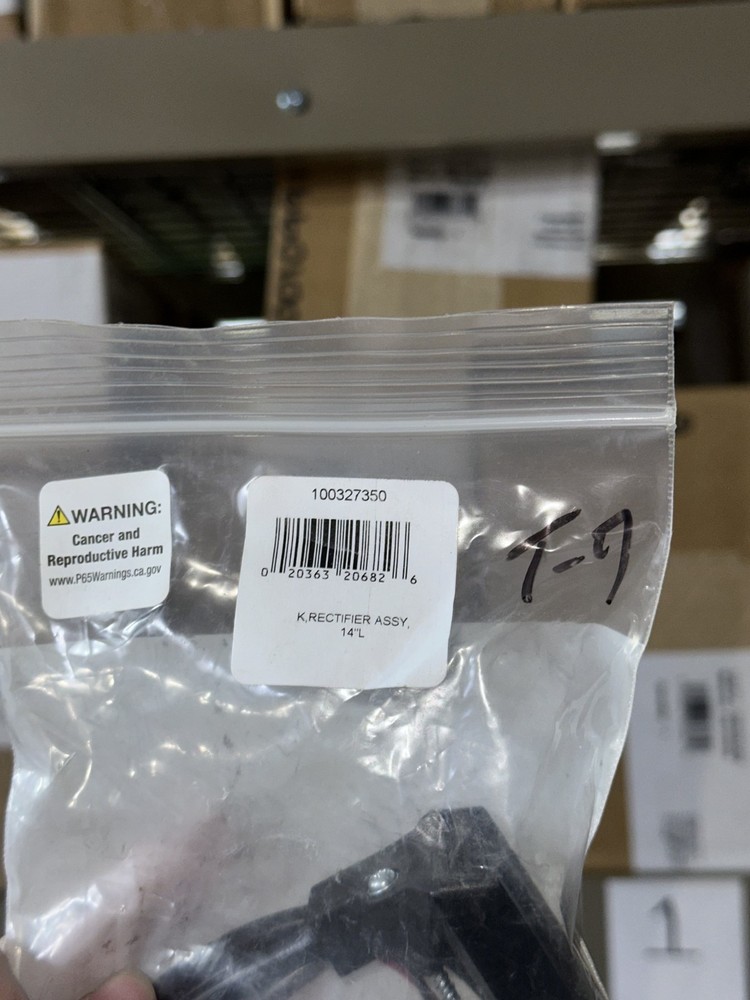 WARNING:
Cancer and
Reproductive Harm
www.P65Warnings.ca.gov
100327350
0 20363 20682 6
K,RECTIFIER ASSY,
14"L
T-9
1